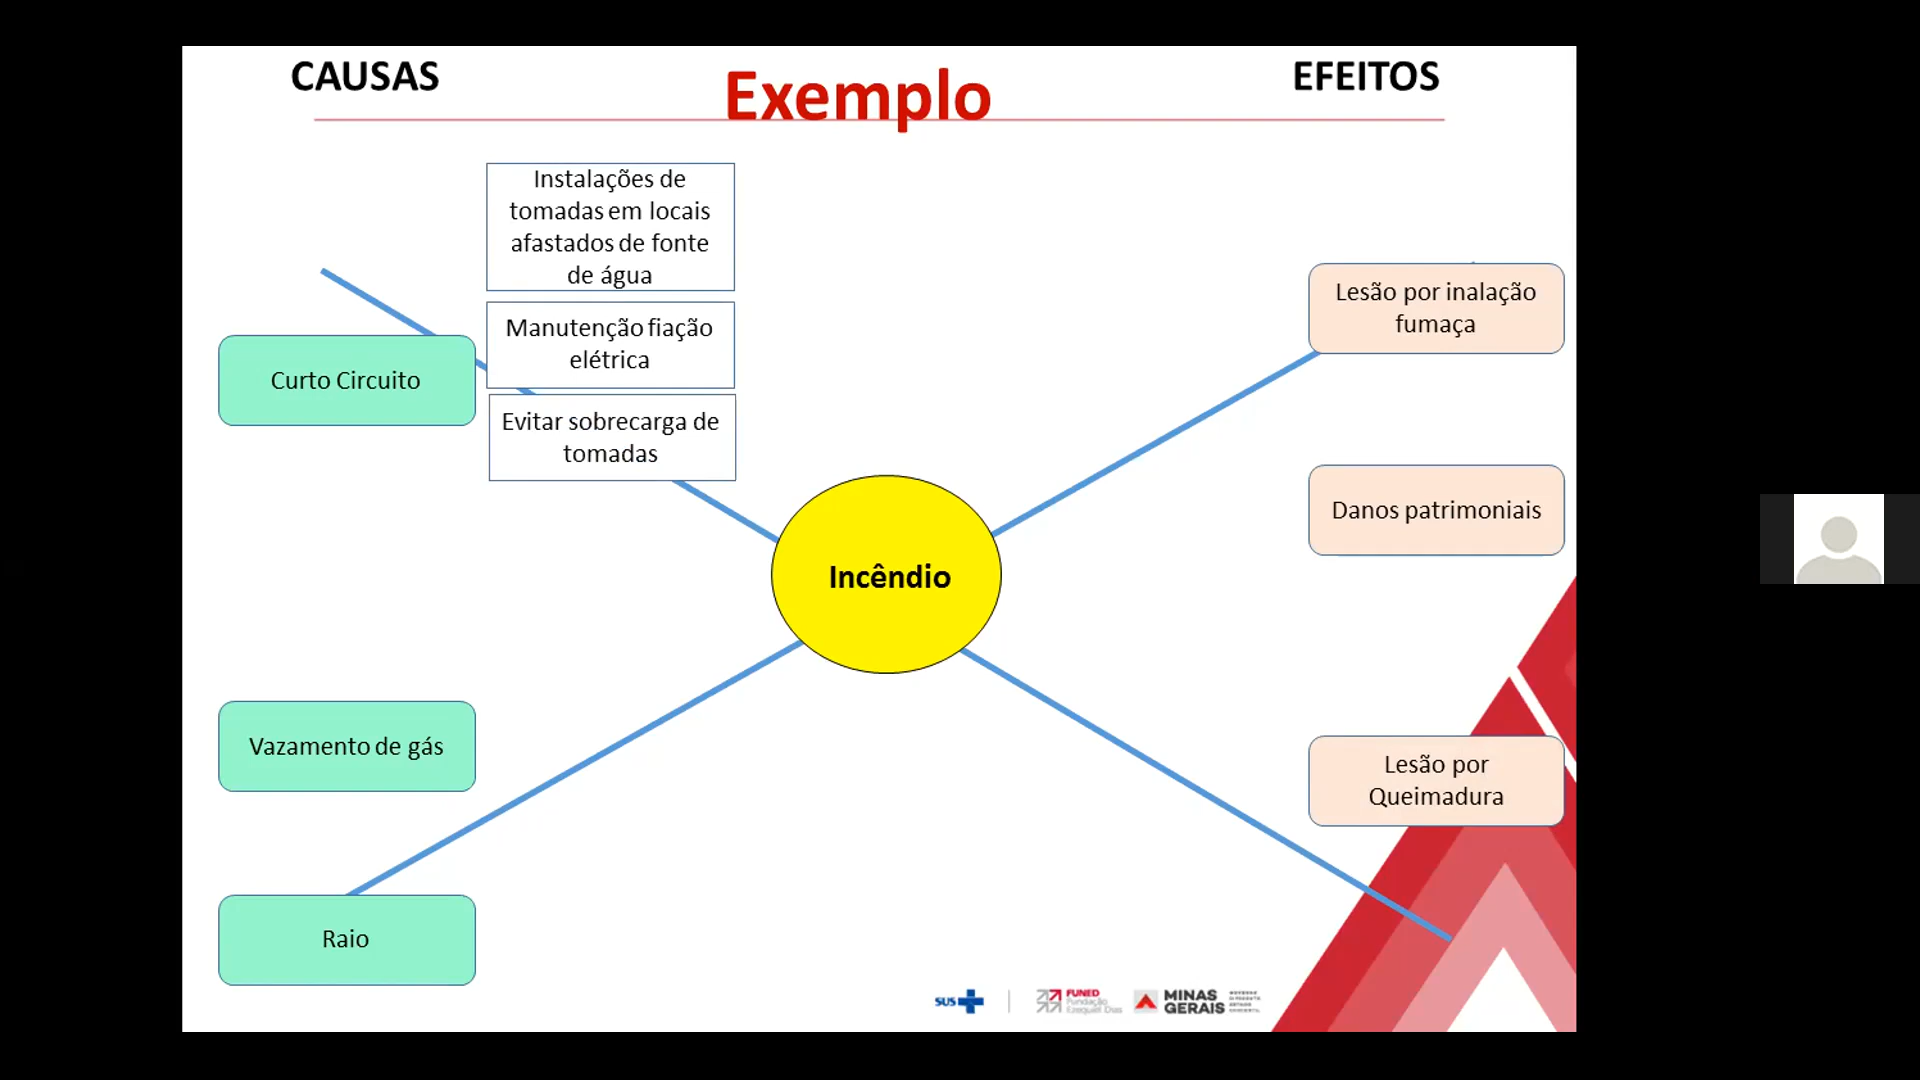 CAUSAS
Exemplo
EFEITOS
Instalações de
tomadas em locais
afastados de fonte
de água
Manutenção fiação
elétrica
Evitar sobrecarga de
tomadas
Curto Circuito
Lesão por inalação
fumaça
Danos patrimoniais
Incêndio
Vazamento de gás
Lesão por
Queimadura
Raio
SUS
FUNED
Fundação
Ezequiel Dias
MINAS
GERAIS